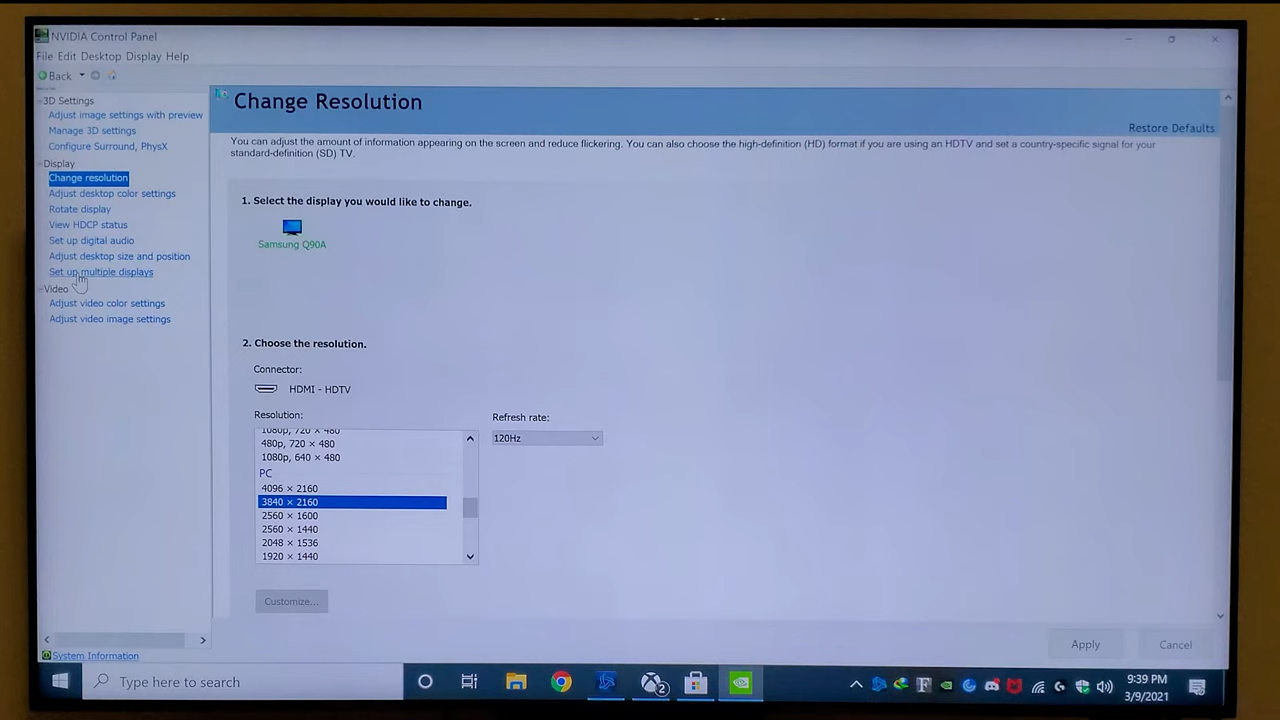 NVIDIA Control Panel
File Edit Desktop Display Help
Back
3D Settings
Adjust image settings with preview
Manage 3D settings
Configure Surround, PhysX
Display
Change resolution
Adjust desktop color settings
Rotate display
View HDCP status
Set up digital audio
Adjust desktop size and position
Set up multiple displays
Video
Adjust video color settings
Adjust video image settings
System Information
Change Resolution
Restore Defaults
You can adjust the amount of information appearing on the screen and reduce flickering. You can also choose the high-definition (HD) format if you are using an HDTV and set a country-specific signal for your
standard-definition (SD) TV.
1. Select the display you would like to change.
Samsung Q90A
2. Choose the resolution.
Connector:
HDMI - HDTV
Resolution:
Refresh rate:
120Hz
1080p, 720 × 480
480p, 720 × 480
1080p, 640 × 480
PC
4096 × 2160
3840 × 2160
2560 × 1600
2560 × 1440
2048 × 1536
1920 × 1440
Customize...
Apply
Cancel
Type here to search
2
9:39 PM
3/9/2021